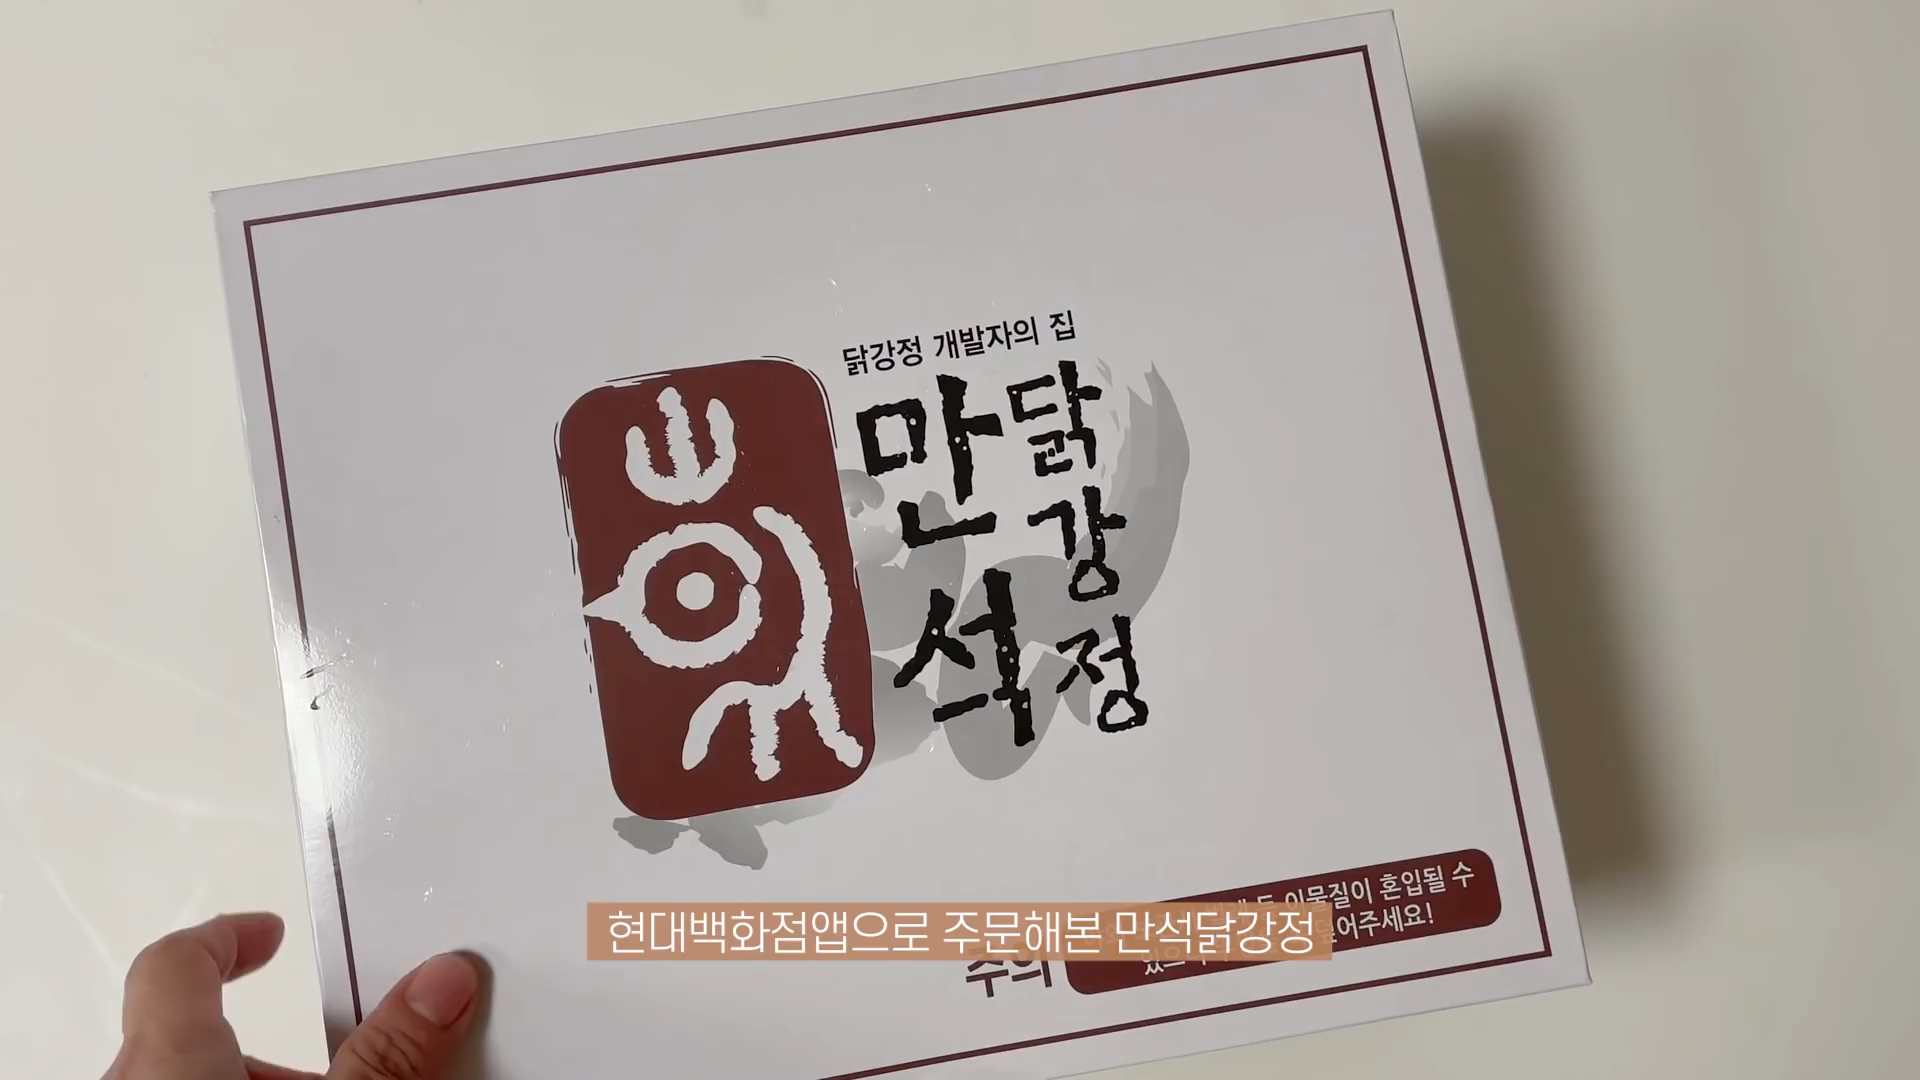 닭강정 개발자의 집
만석
닭강정
이물질이 혼입될 수
덮어주세요!
주의
현대백화점앱으로 주문해본 만석닭강정